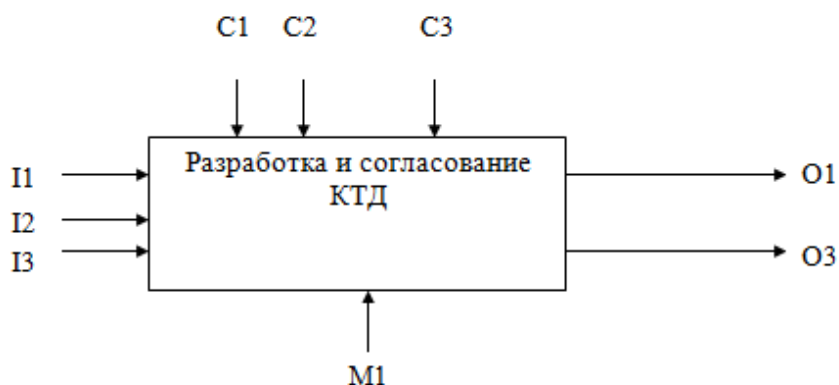 C1 C2 C3
Разработка и согласование
КТД
I1
O1
I2
I3
O3
M1